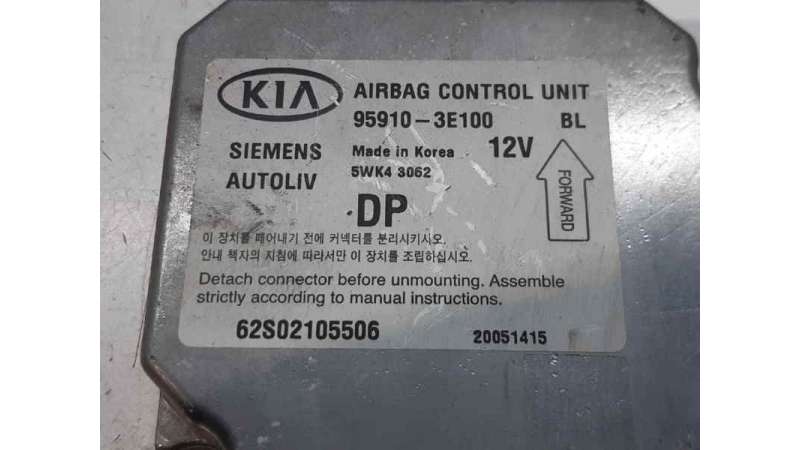 KIA AIRBAG CONTROL UNIT
95910-3E100 BL
SIEMENS Made in Korea 12V
AUTOLIV 5WK4 3062
FORWARD
DP
이 장치를 떼어내기 전에 커넥터를 분리시키시오.
안내 책자의 지침에 따라서만 이 장치를 조립하십시오.
Detach connector before unmounting. Assemble
strictly according to manual instructions.
62S02105506 20051415